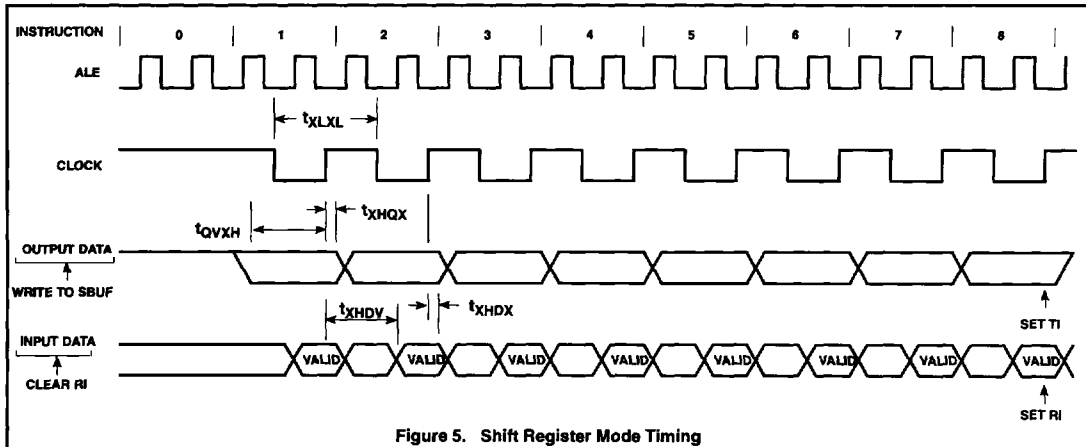 INSTRUCTION 0 1 2 3 4 5 6 7 8
ALE
tXLXL
CLOCK
tXHQX
tQVXH
OUTPUT DATA
WRITE TO SBUF
tXHDV
tXHDX
SET TI
INPUT DATA
VALID VALID VALID VALID VALID VALID VALID VALID
CLEAR RI
SET RI
Figure 5. Shift Register Mode Timing